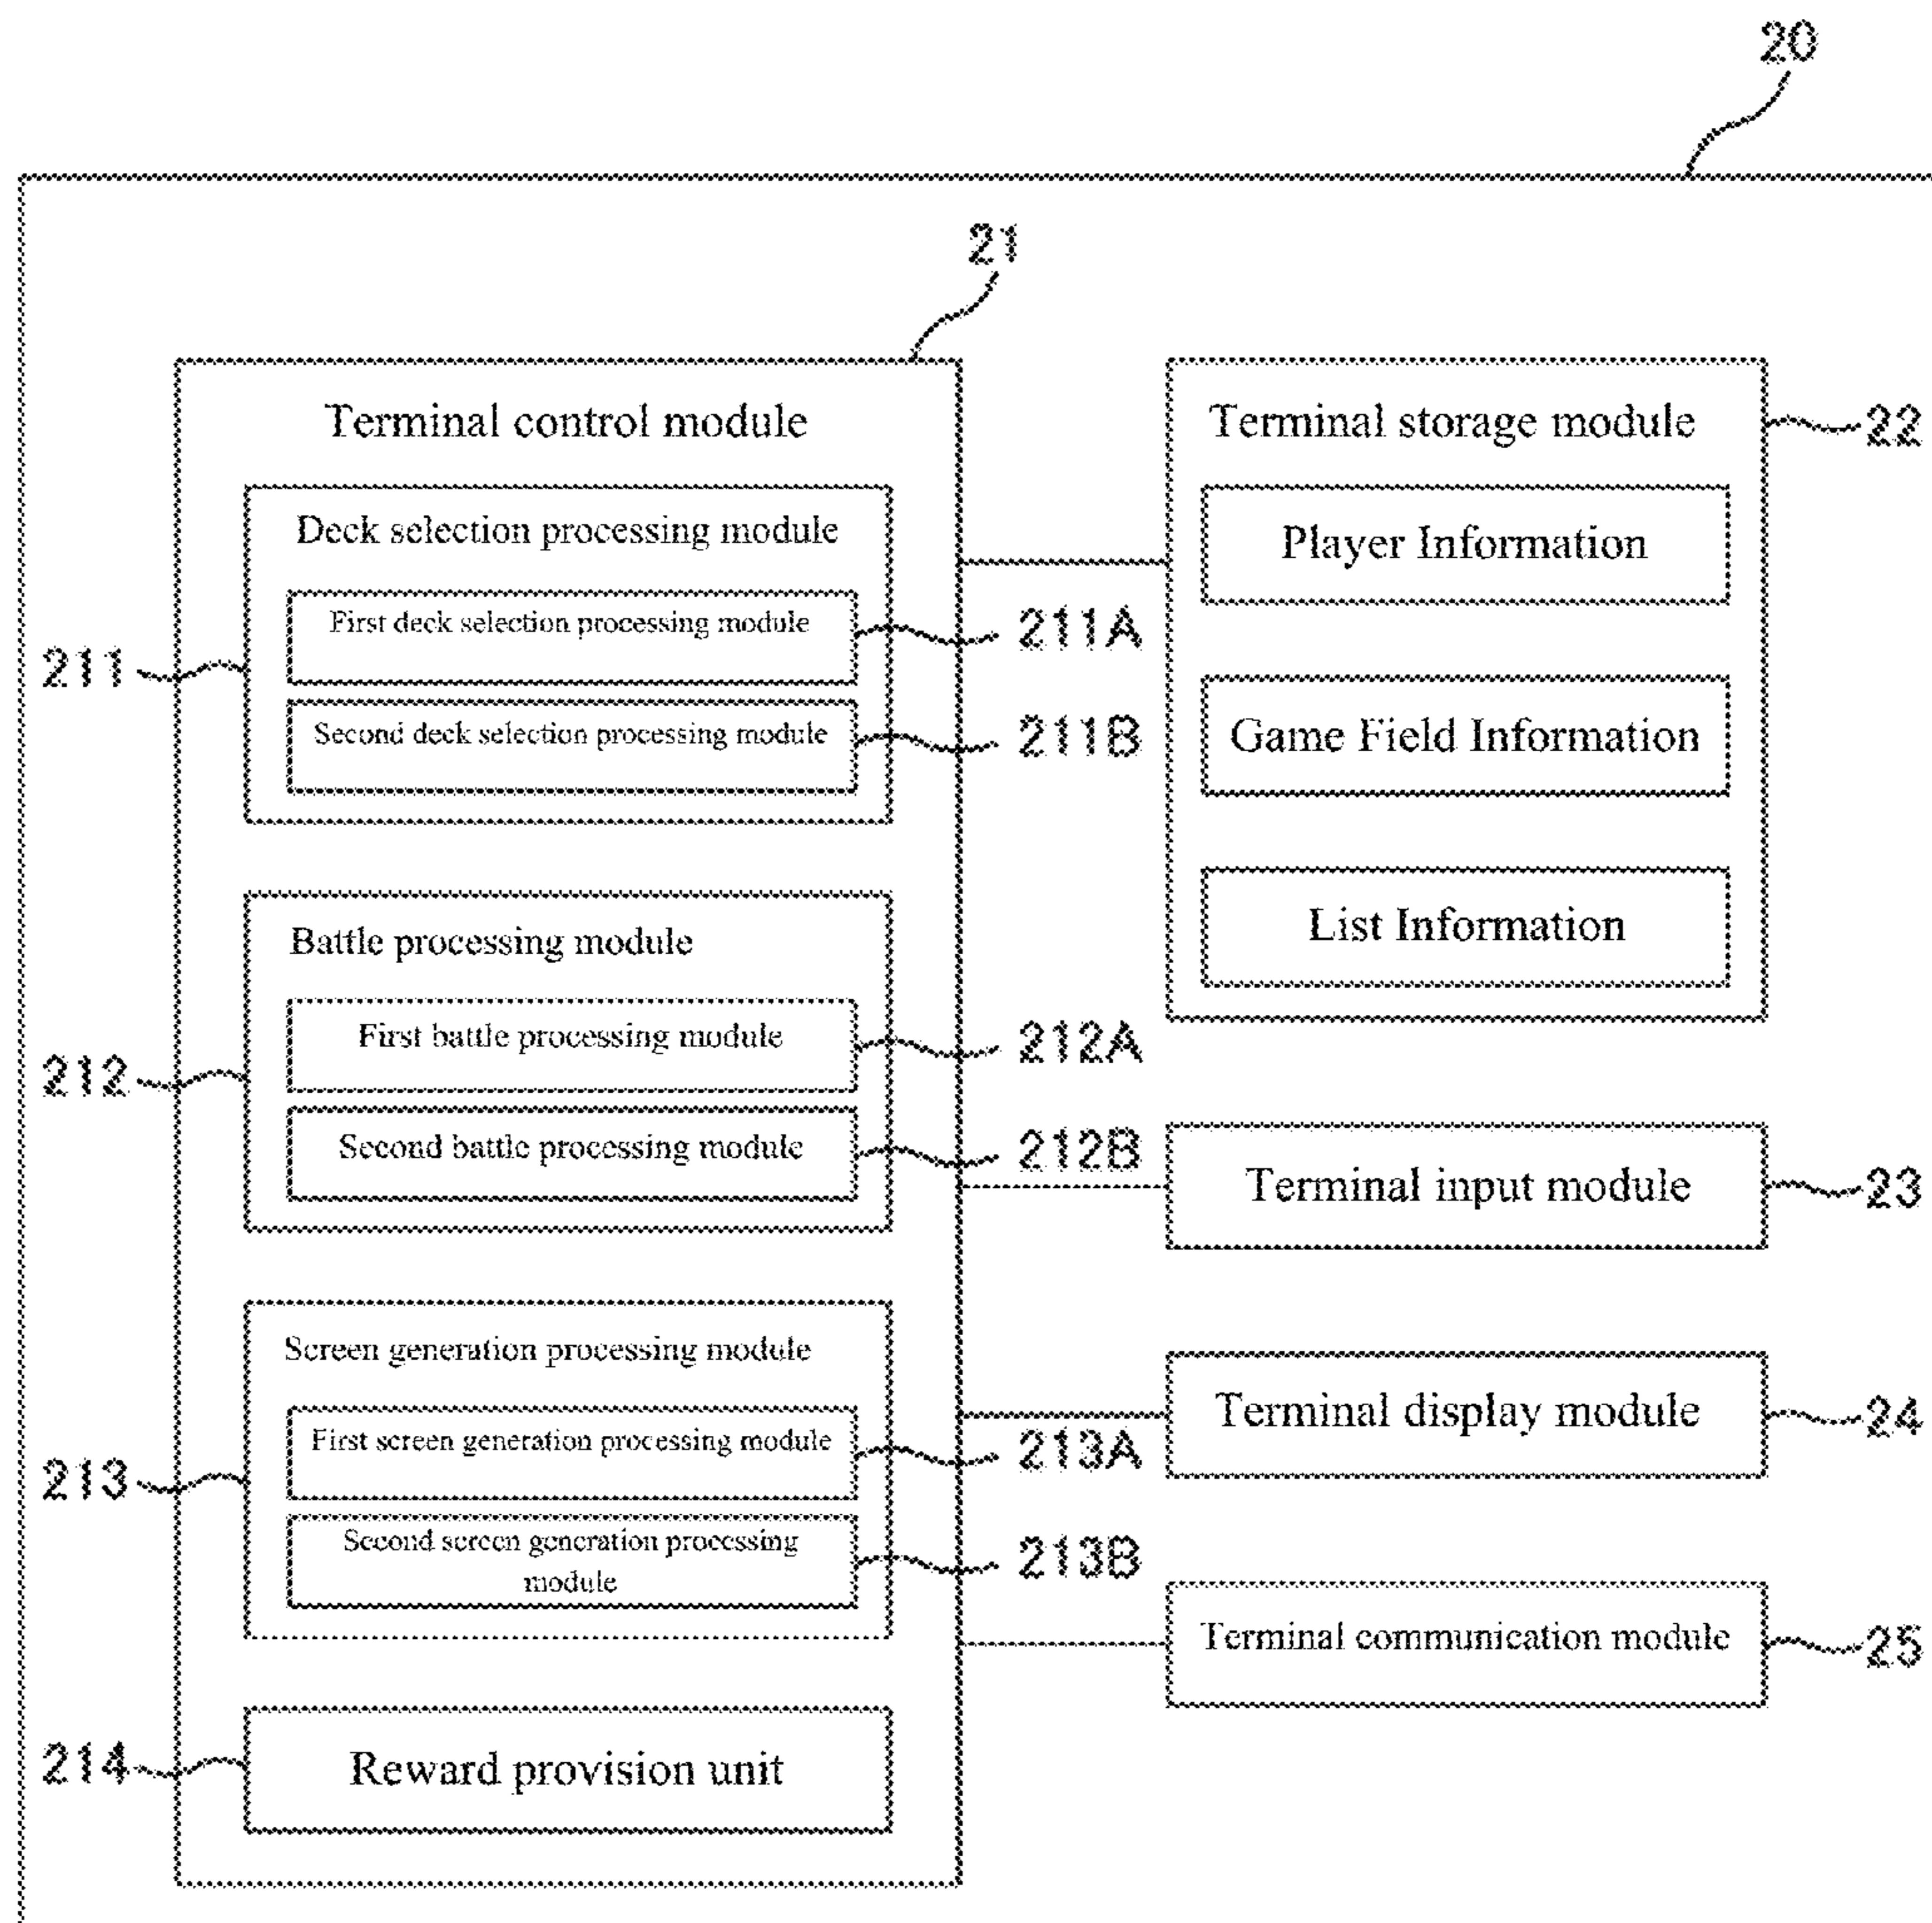 20
21
Terminal control module
Deck selection processing module
First deck selection processing module
211A
211
Second deck selection processing module
211B
Battle processing module
First battle processing module
212A
212
Second battle processing module
212B
Screen generation processing module
First screen generation processing module
213A
213
Second screen generation processing
module
213B
214
Reward provision unit
Terminal storage module
22
Player Information
Game Field Information
List Information
Terminal input module
23
Terminal display module
24
Terminal communication module
25